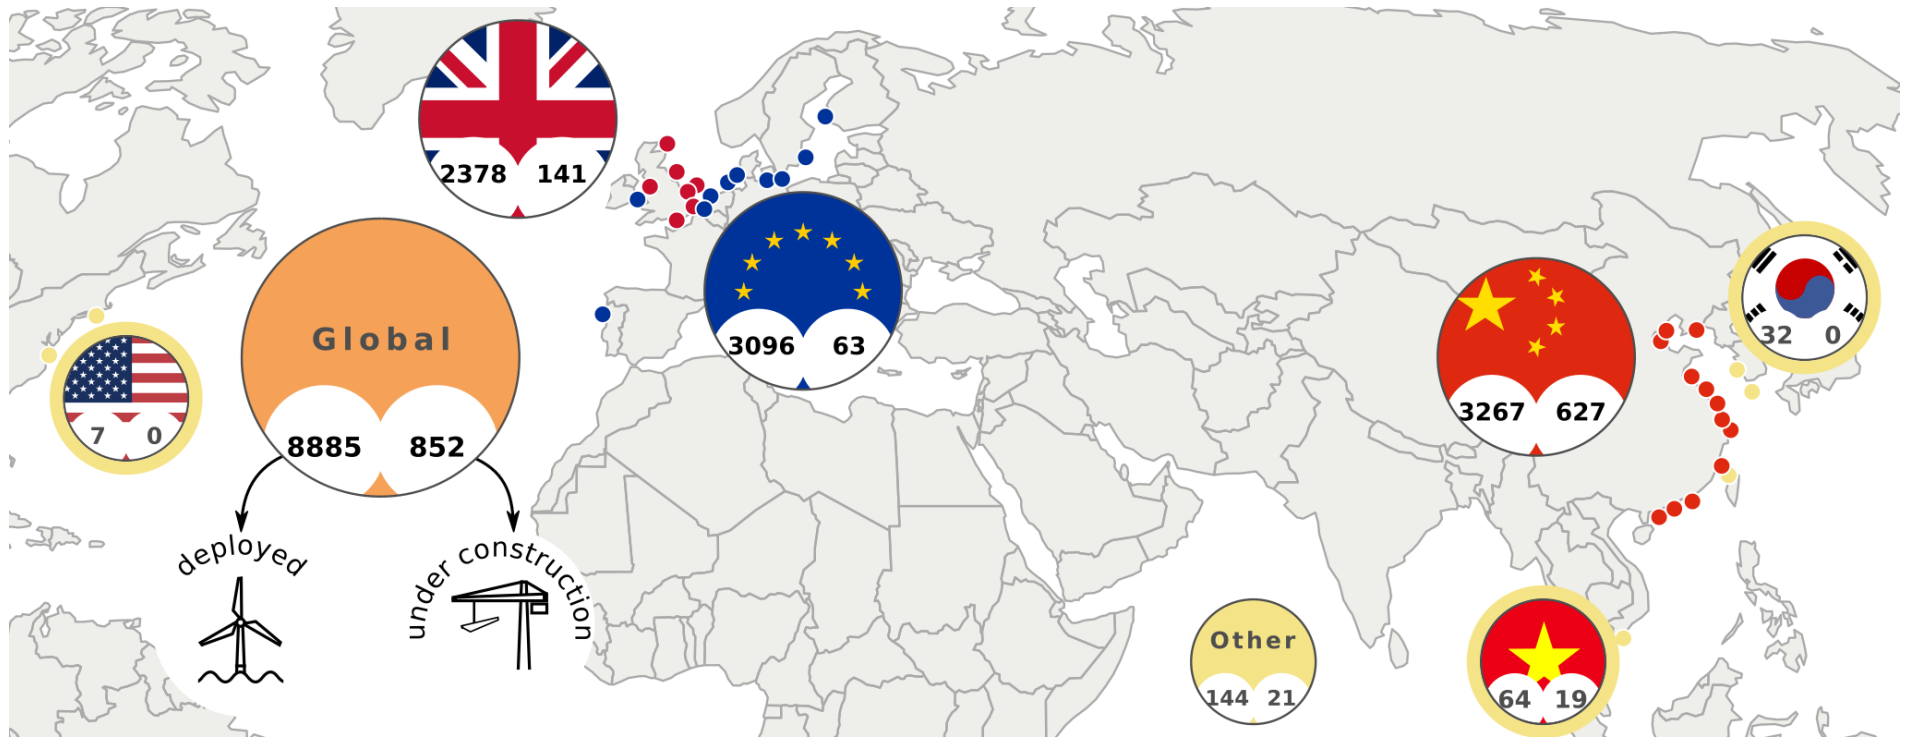 2378 141
Global
8885 852
deployed
under construction
7 0
3096 63
3267 627
32 0
Other
144 21
64 19